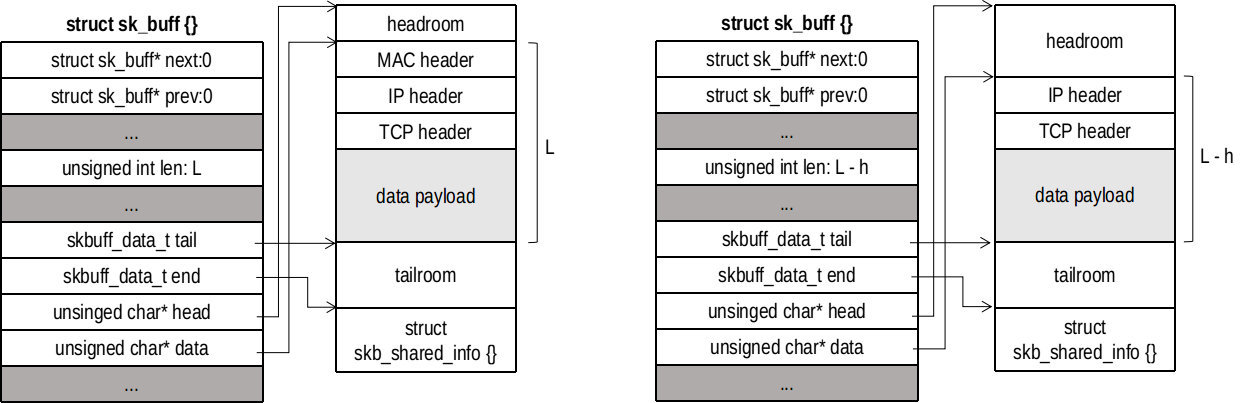 struct sk_buff {}
struct sk_buff* next:0
struct sk_buff* prev:0
...
unsigned int len: L
...
skbuff_data_t tail
skbuff_data_t end
unsinged char* head
unsigned char* data
...
headroom
MAC header
IP header
TCP header
data payload
tailroom
struct
skb_shared_info {}
L
struct sk_buff {}
struct sk_buff* next:0
struct sk_buff* prev:0
...
unsigned int len: L - h
...
skbuff_data_t tail
skbuff_data_t end
unsinged char* head
unsigned char* data
...
headroom
IP header
TCP header
data payload
tailroom
struct
skb_shared_info {}
L - h